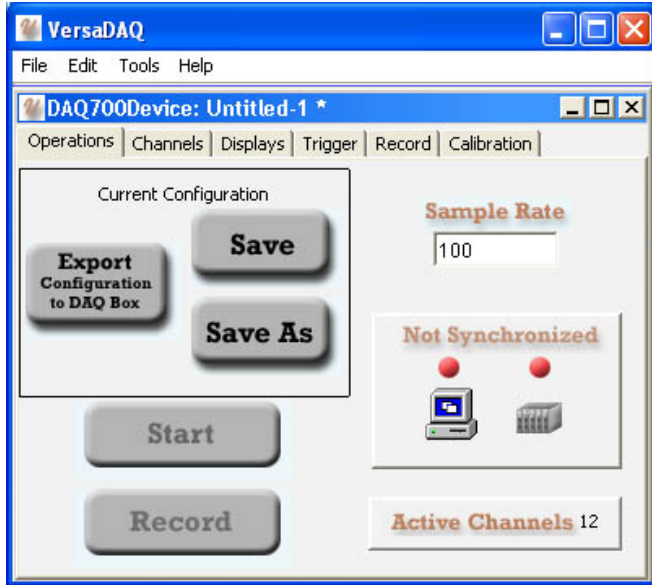 VersaDAQ
File Edit Tools Help
DAQ700Device: Untitled-1 *
Operations Channels Displays Trigger Record Calibration
Current Configuration
Export
Configuration
to DAQ Box
Save
Save As
Start
Record
Sample Rate
100
Not Synchronized
Active Channels 12